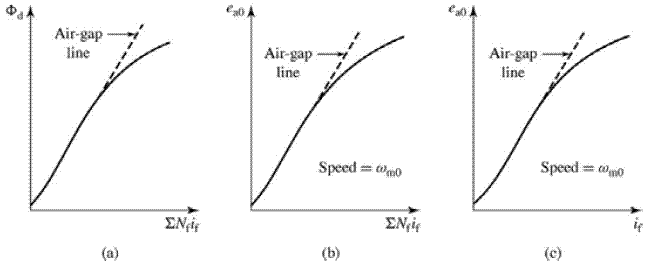 Φd
Air-gap
line
ΣNfif
(a)
ea0
Air-gap
line
Speed = ωm0
ΣNfif
(b)
ea0
Air-gap
line
Speed = ωm0
if
(c)